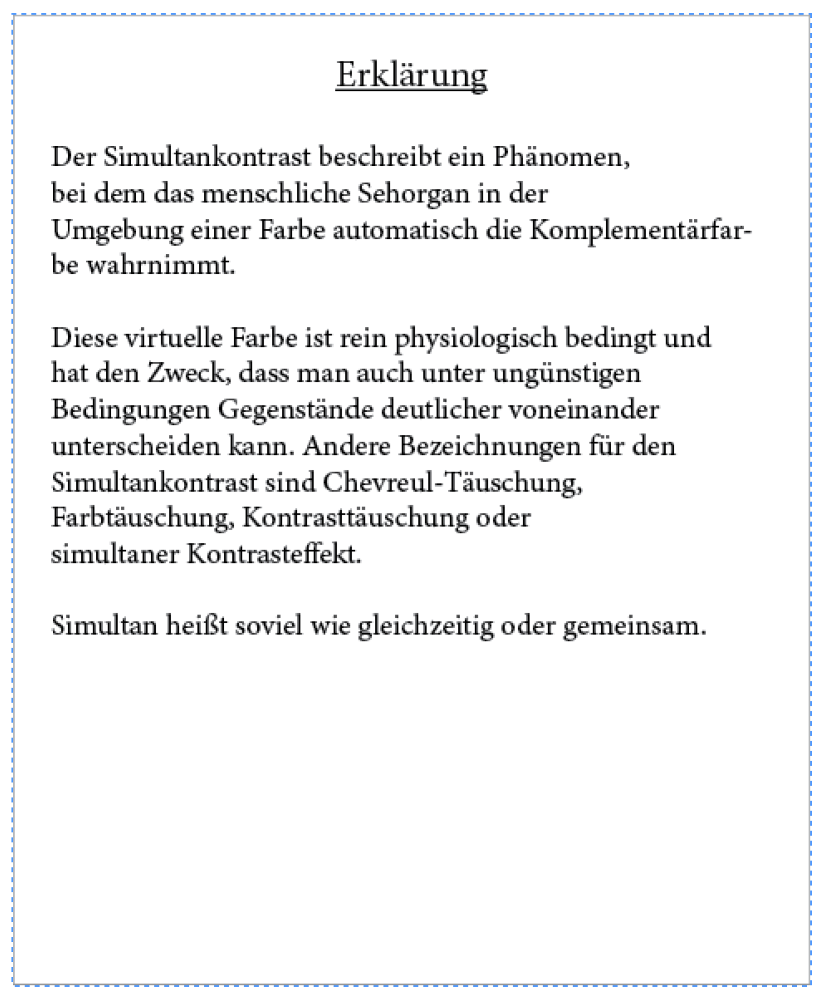 Erklärung
Der Simultankontrast beschreibt ein Phänomen,
bei dem das menschliche Sehorgan in der
Umgebung einer Farbe automatisch die Komplementärfar-
be wahrnimmt.
Diese virtuelle Farbe ist rein physiologisch bedingt und
hat den Zweck, dass man auch unter ungünstigen
Bedingungen Gegenstände deutlicher voneinander
unterscheiden kann. Andere Bezeichnungen für den
Simultankontrast sind Chevreul-Täuschung,
Farbtäuschung, Kontrasttäuschung oder
simultaner Kontrasteffekt.
Simultan heißt soviel wie gleichzeitig oder gemeinsam.